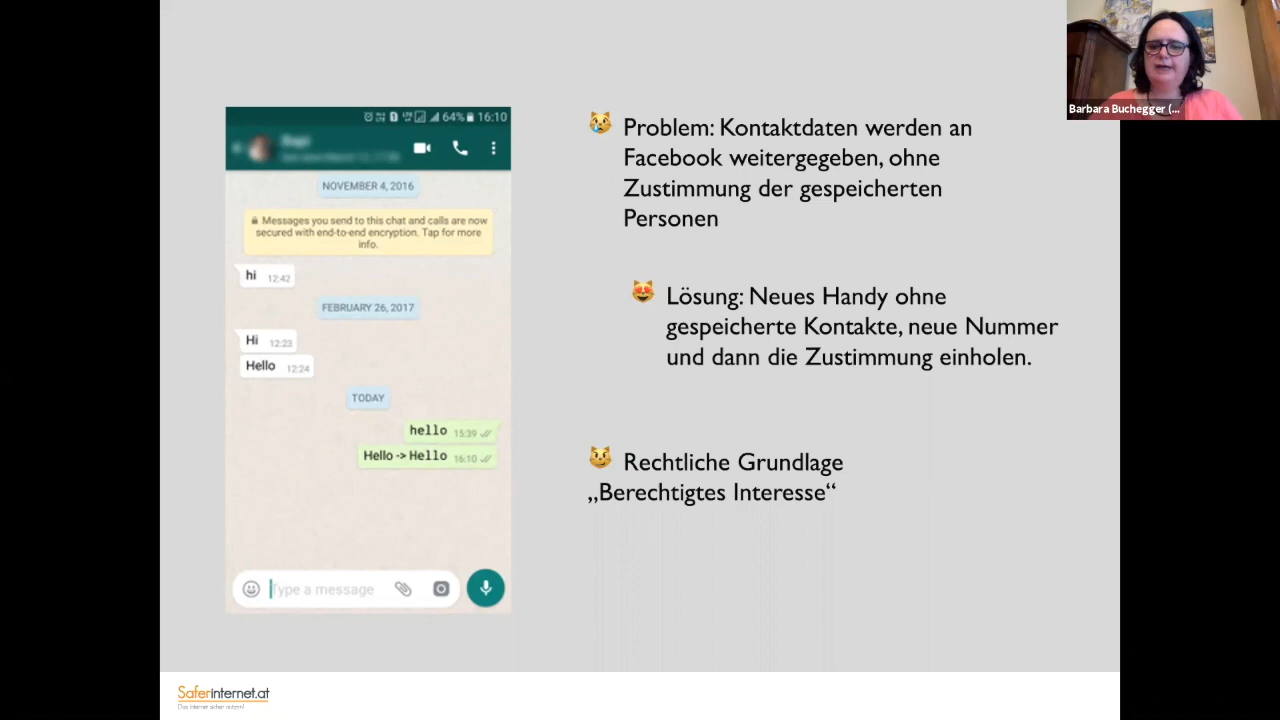 64% 16:10
NOVEMBER 4, 2016
Messages you send to this chat and calls are now
secured with end-to-end encryption. Tap for more
info.
hi 12:42
FEBRUARY 26, 2017
Hi 12:23
Hello 12:24
TODAY
hello 15:39
Hello -> Hello 16:10
Type a message
Problem: Kontaktdaten werden an
Facebook weitergegeben, ohne
Zustimmung der gespeicherten
Personen
Lösung: Neues Handy ohne
gespeicherte Kontakte, neue Nummer
und dann die Zustimmung einholen.
Rechtliche Grundlage
„Berechtigtes Interesse“
Barbara Buchegger (...
Saferinternet.at
Das Internet sicher nutzen!